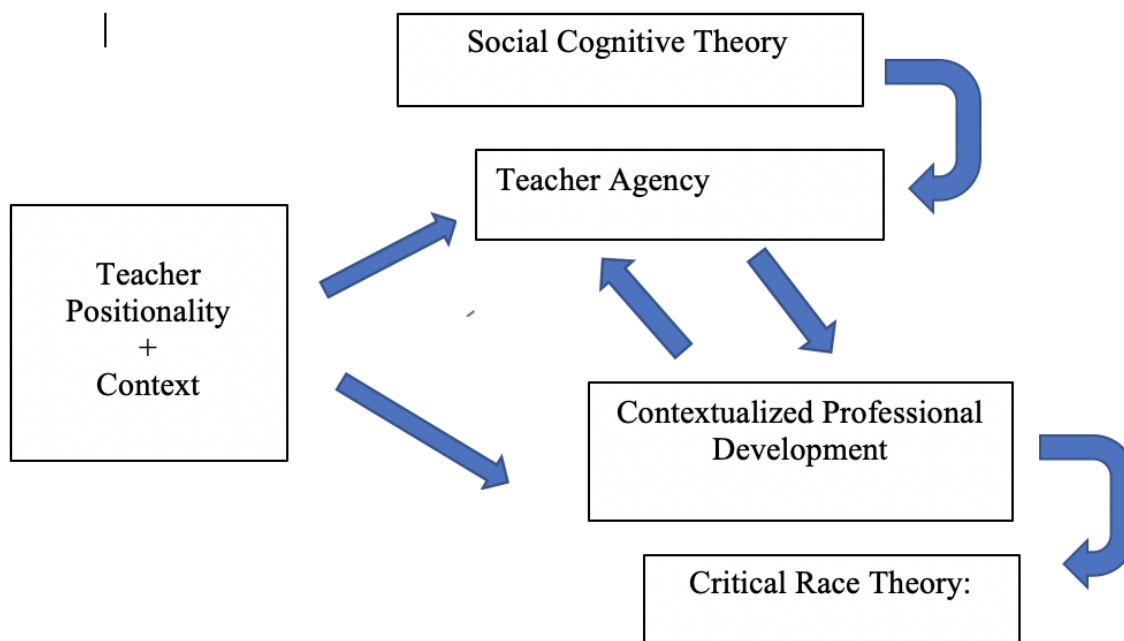 Social Cognitive Theory
Teacher Agency
Teacher
Positionality
+
Context
Contextualized Professional
Development
Critical Race Theory: